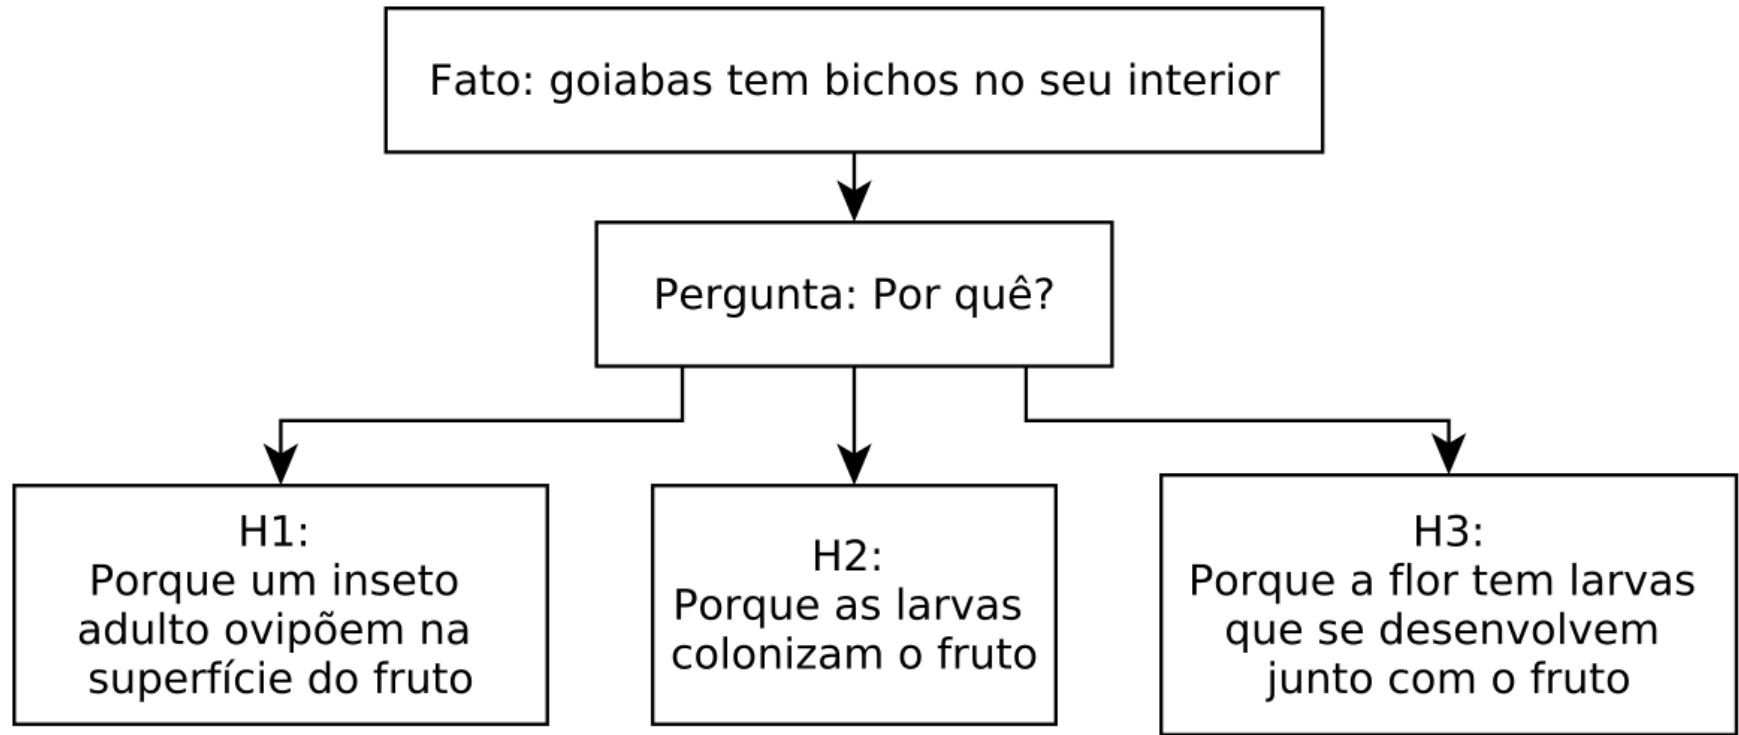 Fato: goiabas tem bichos no seu interior
Pergunta: Por quê?
H1:
Porque um inseto
adulto ovipõem na
superfície do fruto
H2:
Porque as larvas
colonizam o fruto
H3:
Porque a flor tem larvas
que se desenvolvem
junto com o fruto